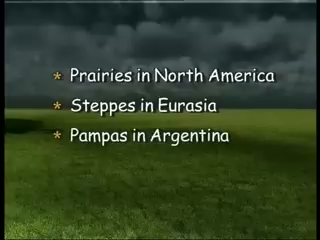 * Prairies in North America
* Steppes in Eurasia
* Pampas in Argentina